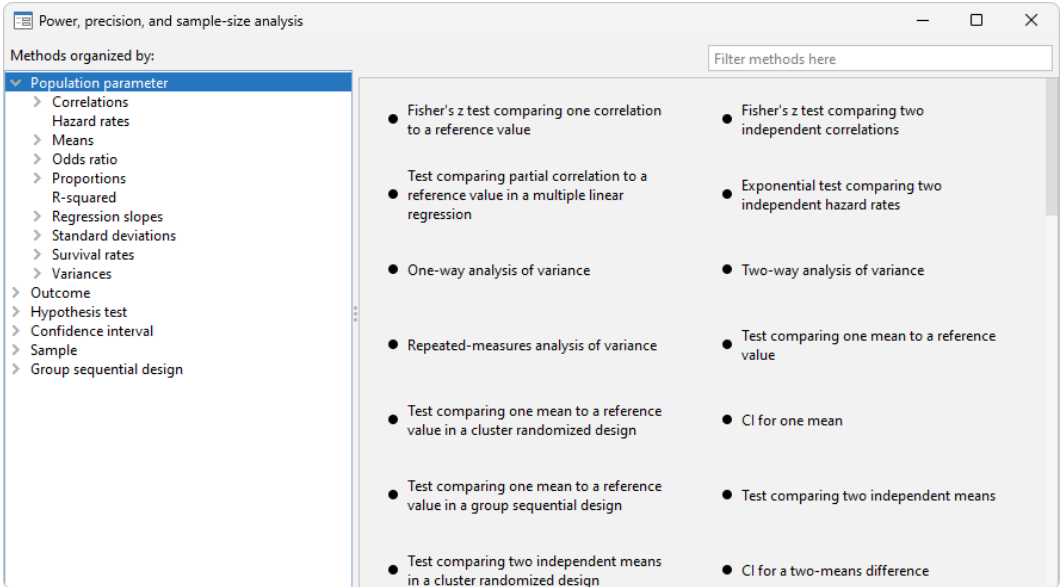 Power, precision, and sample-size analysis
Methods organized by:
Filter methods here
Population parameter
Correlations
Hazard rates
Means
Odds ratio
Proportions
R-squared
Regression slopes
Standard deviations
Survival rates
Variances
Outcome
Hypothesis test
Confidence interval
Sample
Group sequential design
Fisher's z test comparing one correlation
to a reference value
Fisher's z test comparing two
independent correlations
Test comparing partial correlation to a
reference value in a multiple linear
regression
Exponential test comparing two
independent hazard rates
One-way analysis of variance
Two-way analysis of variance
Repeated-measures analysis of variance
Test comparing one mean to a reference
value
Test comparing one mean to a reference
value in a cluster randomized design
CI for one mean
Test comparing one mean to a reference
value in a group sequential design
Test comparing two independent means
Test comparing two independent means
in a cluster randomized design
CI for a two-means difference